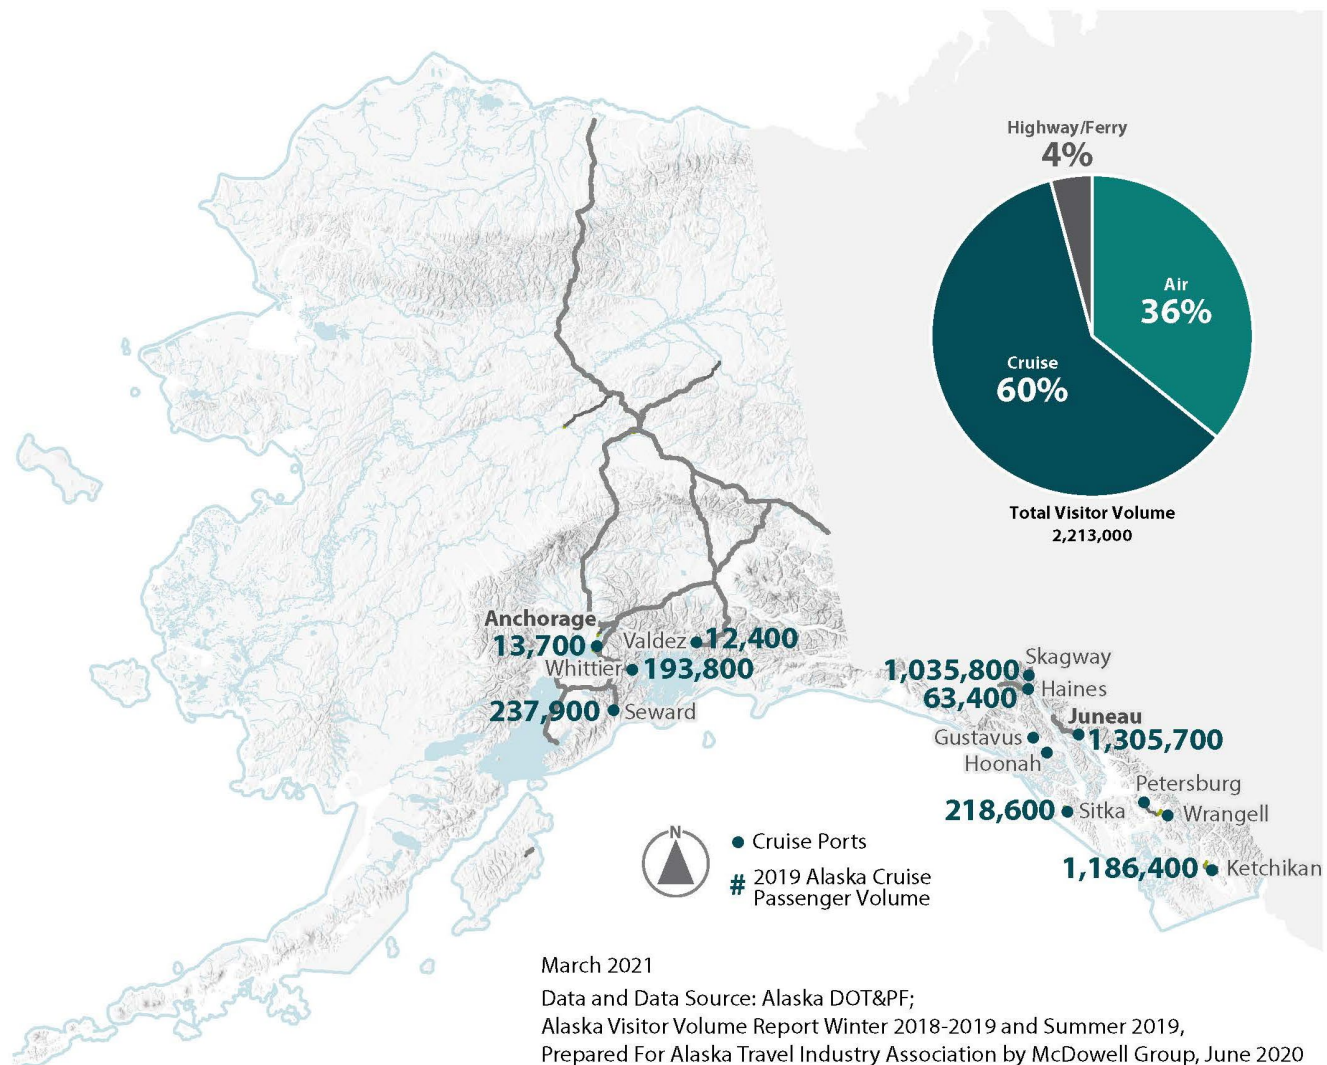 Highway/Ferry
4%
Air
36%
Cruise
60%
Total Visitor Volume
2,213,000
Anchorage
13,700
Valdez 12,400
Whittier 193,800
237,900 Seward
Skagway
1,035,800
63,400 Haines
Juneau
1,305,700
Gustavus
Hoonah
Petersburg
218,600 Sitka
Wrangell
1,186,400 Ketchikan
N
Cruise Ports
# 2019 Alaska Cruise
Passenger Volume
March 2021
Data and Data Source: Alaska DOT&PF;
Alaska Visitor Volume Report Winter 2018-2019 and Summer 2019,
Prepared For Alaska Travel Industry Association by McDowell Group, June 2020